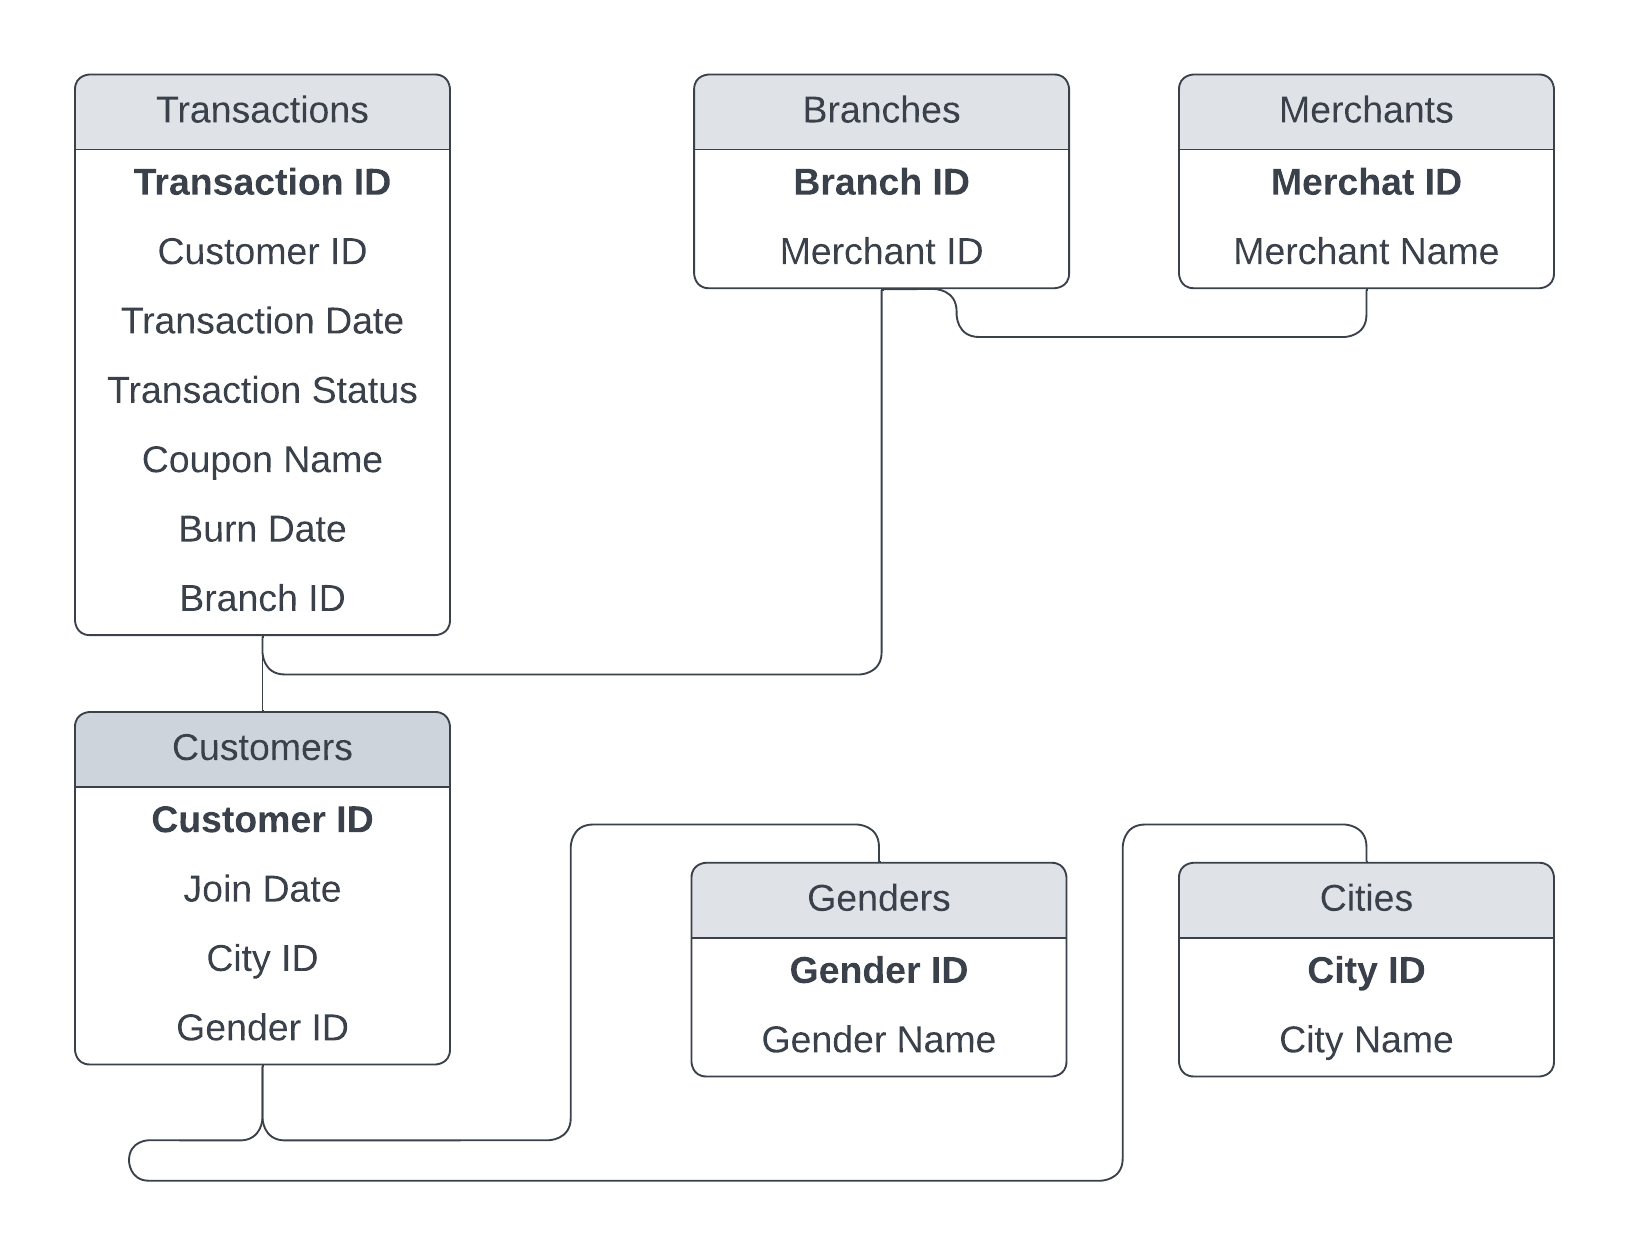 Transactions
Transaction ID
Customer ID
Transaction Date
Transaction Status
Coupon Name
Burn Date
Branch ID
Branches
Branch ID
Merchant ID
Merchants
Merchat ID
Merchant Name
Customers
Customer ID
Join Date
City ID
Gender ID
Genders
Gender ID
Gender Name
Cities
City ID
City Name